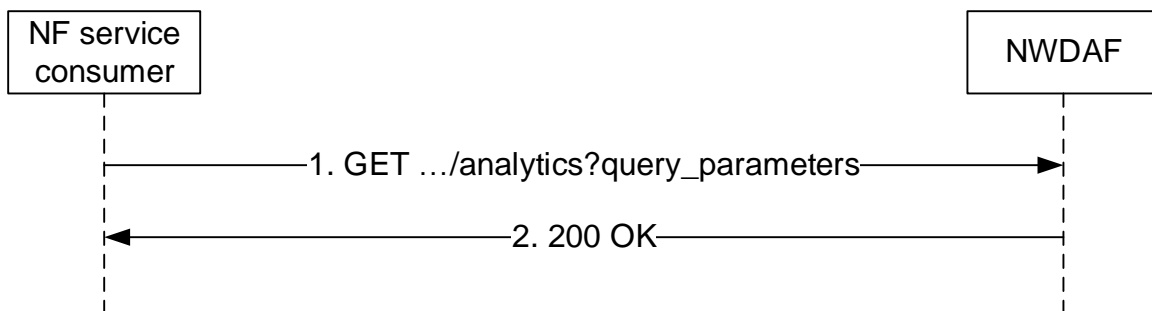 NF service
consumer
NWDAF
1. GET …/analytics?query_parameters
2. 200 OK